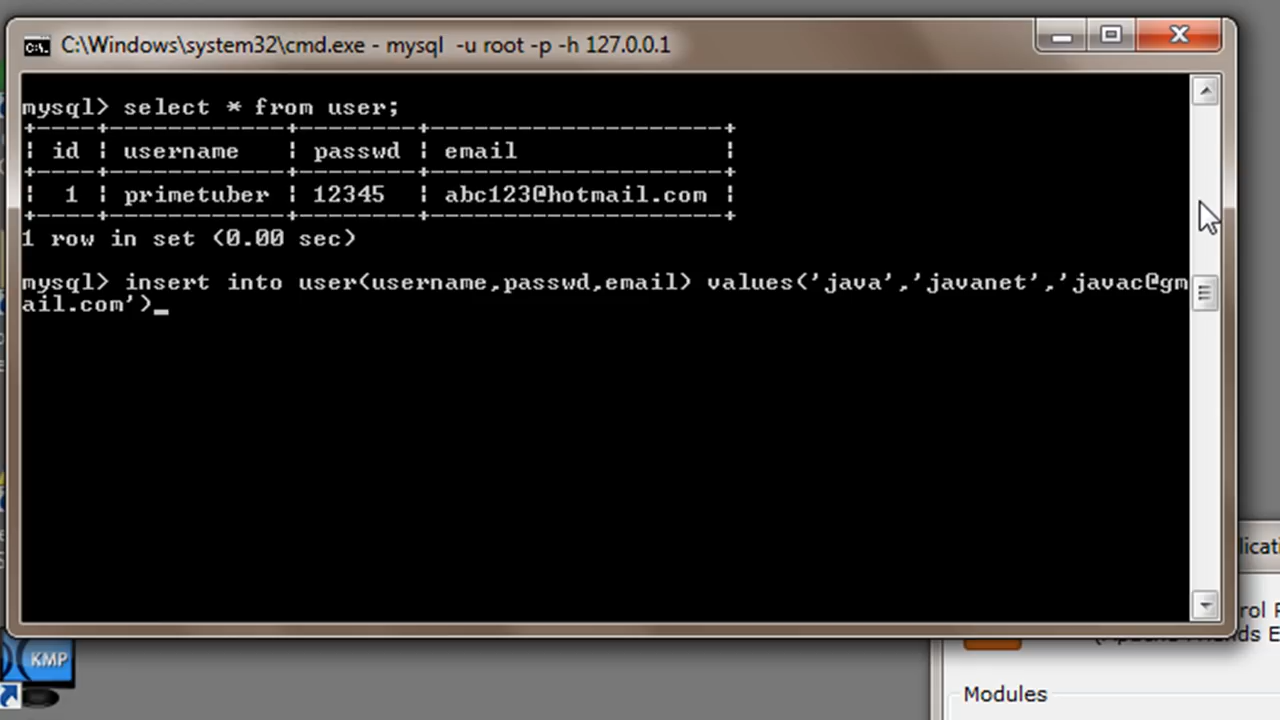 C:\Windows\system32\cmd.exe - mysql -u root -p -h 127.0.0.1
mysql> select * from user;
+----+------------+--------+--------------------+
| id | username | passwd | email |
+----+------------+--------+--------------------+
| 1 | primetuber | 12345 | abc123@hotmail.com |
+----+------------+--------+--------------------+
1 row in set (0.00 sec)
mysql> insert into user(username,passwd,email) values('java','javanet','javac@gm
ail.com')_
KMP
Modules